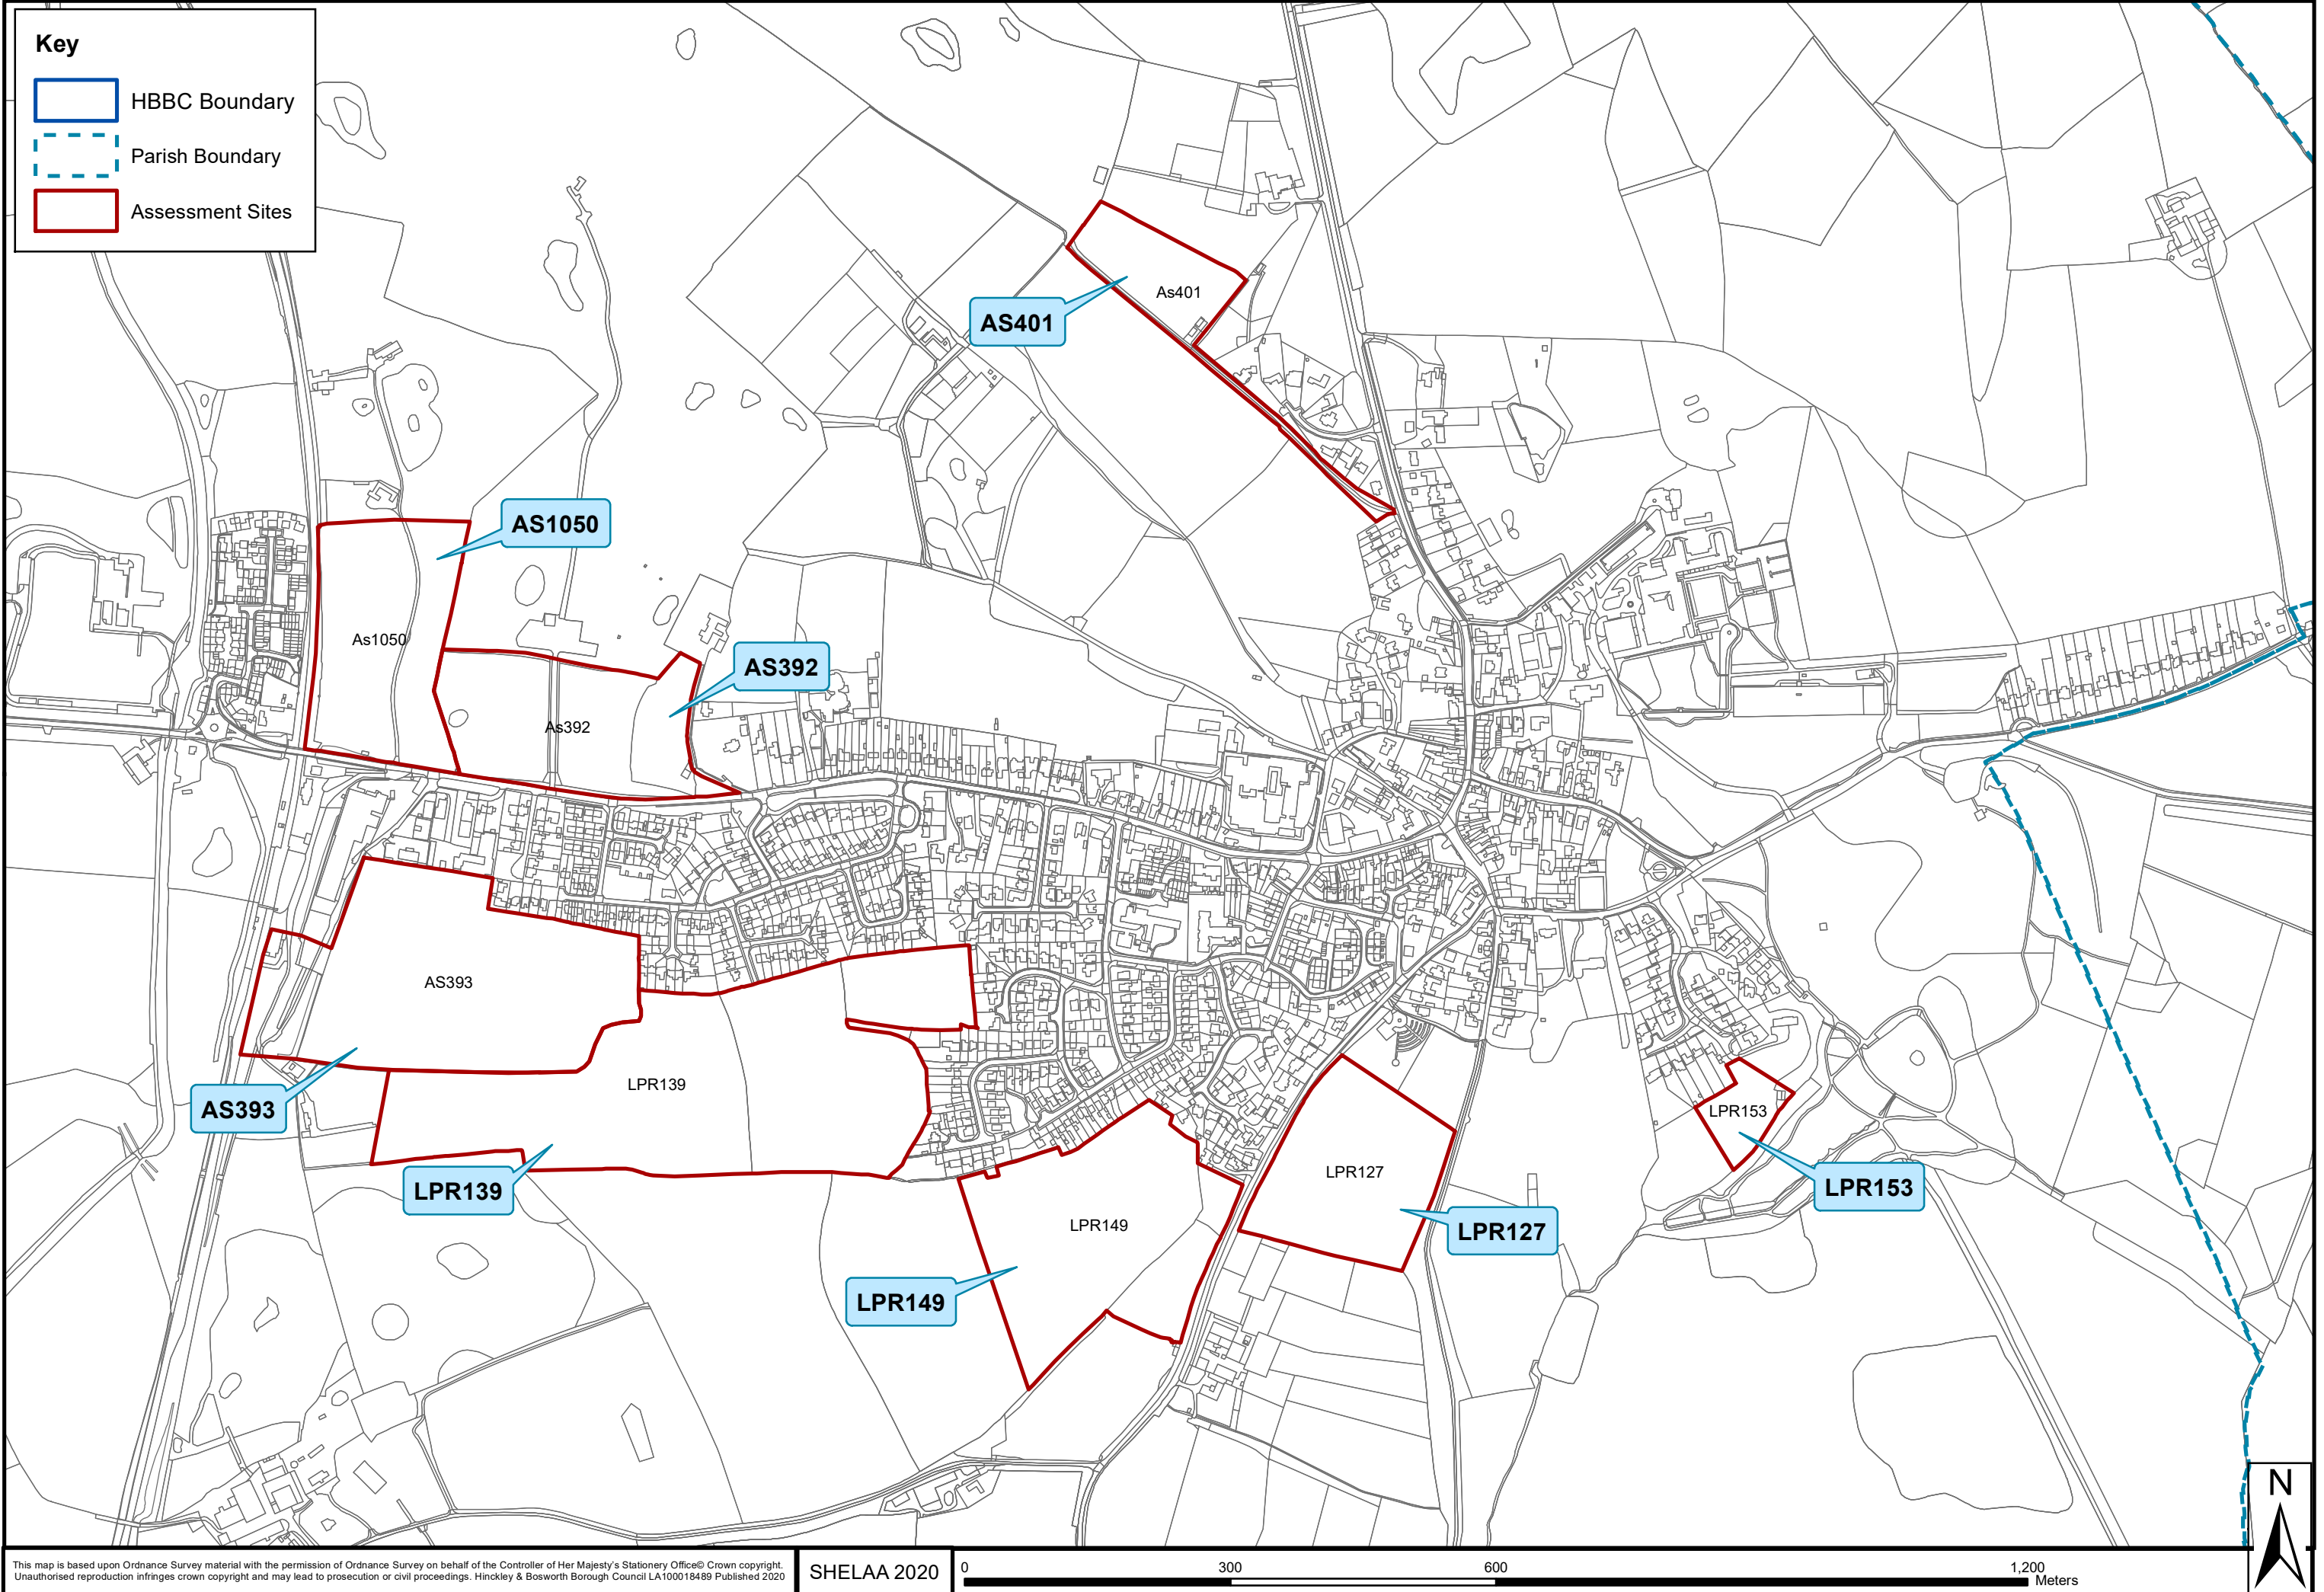 Key
HBBC Boundary
Parish Boundary
Assessment Sites
As401
AS401
AS1050
As1050
AS392
As392
AS393
AS393
LPR139
LPR139
LPR153
LPR153
LPR127
LPR127
LPR149
LPR149
N
This map is based upon Ordnance Survey material with the permission of Ordnance Survey on behalf of the Controller of Her Majesty's Stationery Office© Crown copyright.
Unauthorised reproduction infringes crown copyright and may lead to prosecution or civil proceedings. Hinckley & Bosworth Borough Council LA100018489 Published 2020
SHELAA 2020
0 300 600 1,200
Meters